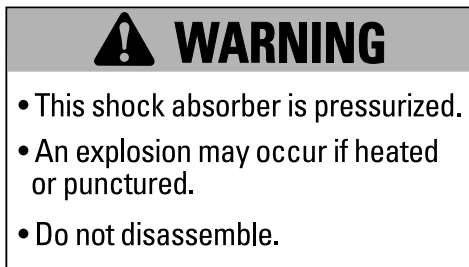 WARNING
• This shock absorber is pressurized.
• An explosion may occur if heated
or punctured.
• Do not disassemble.